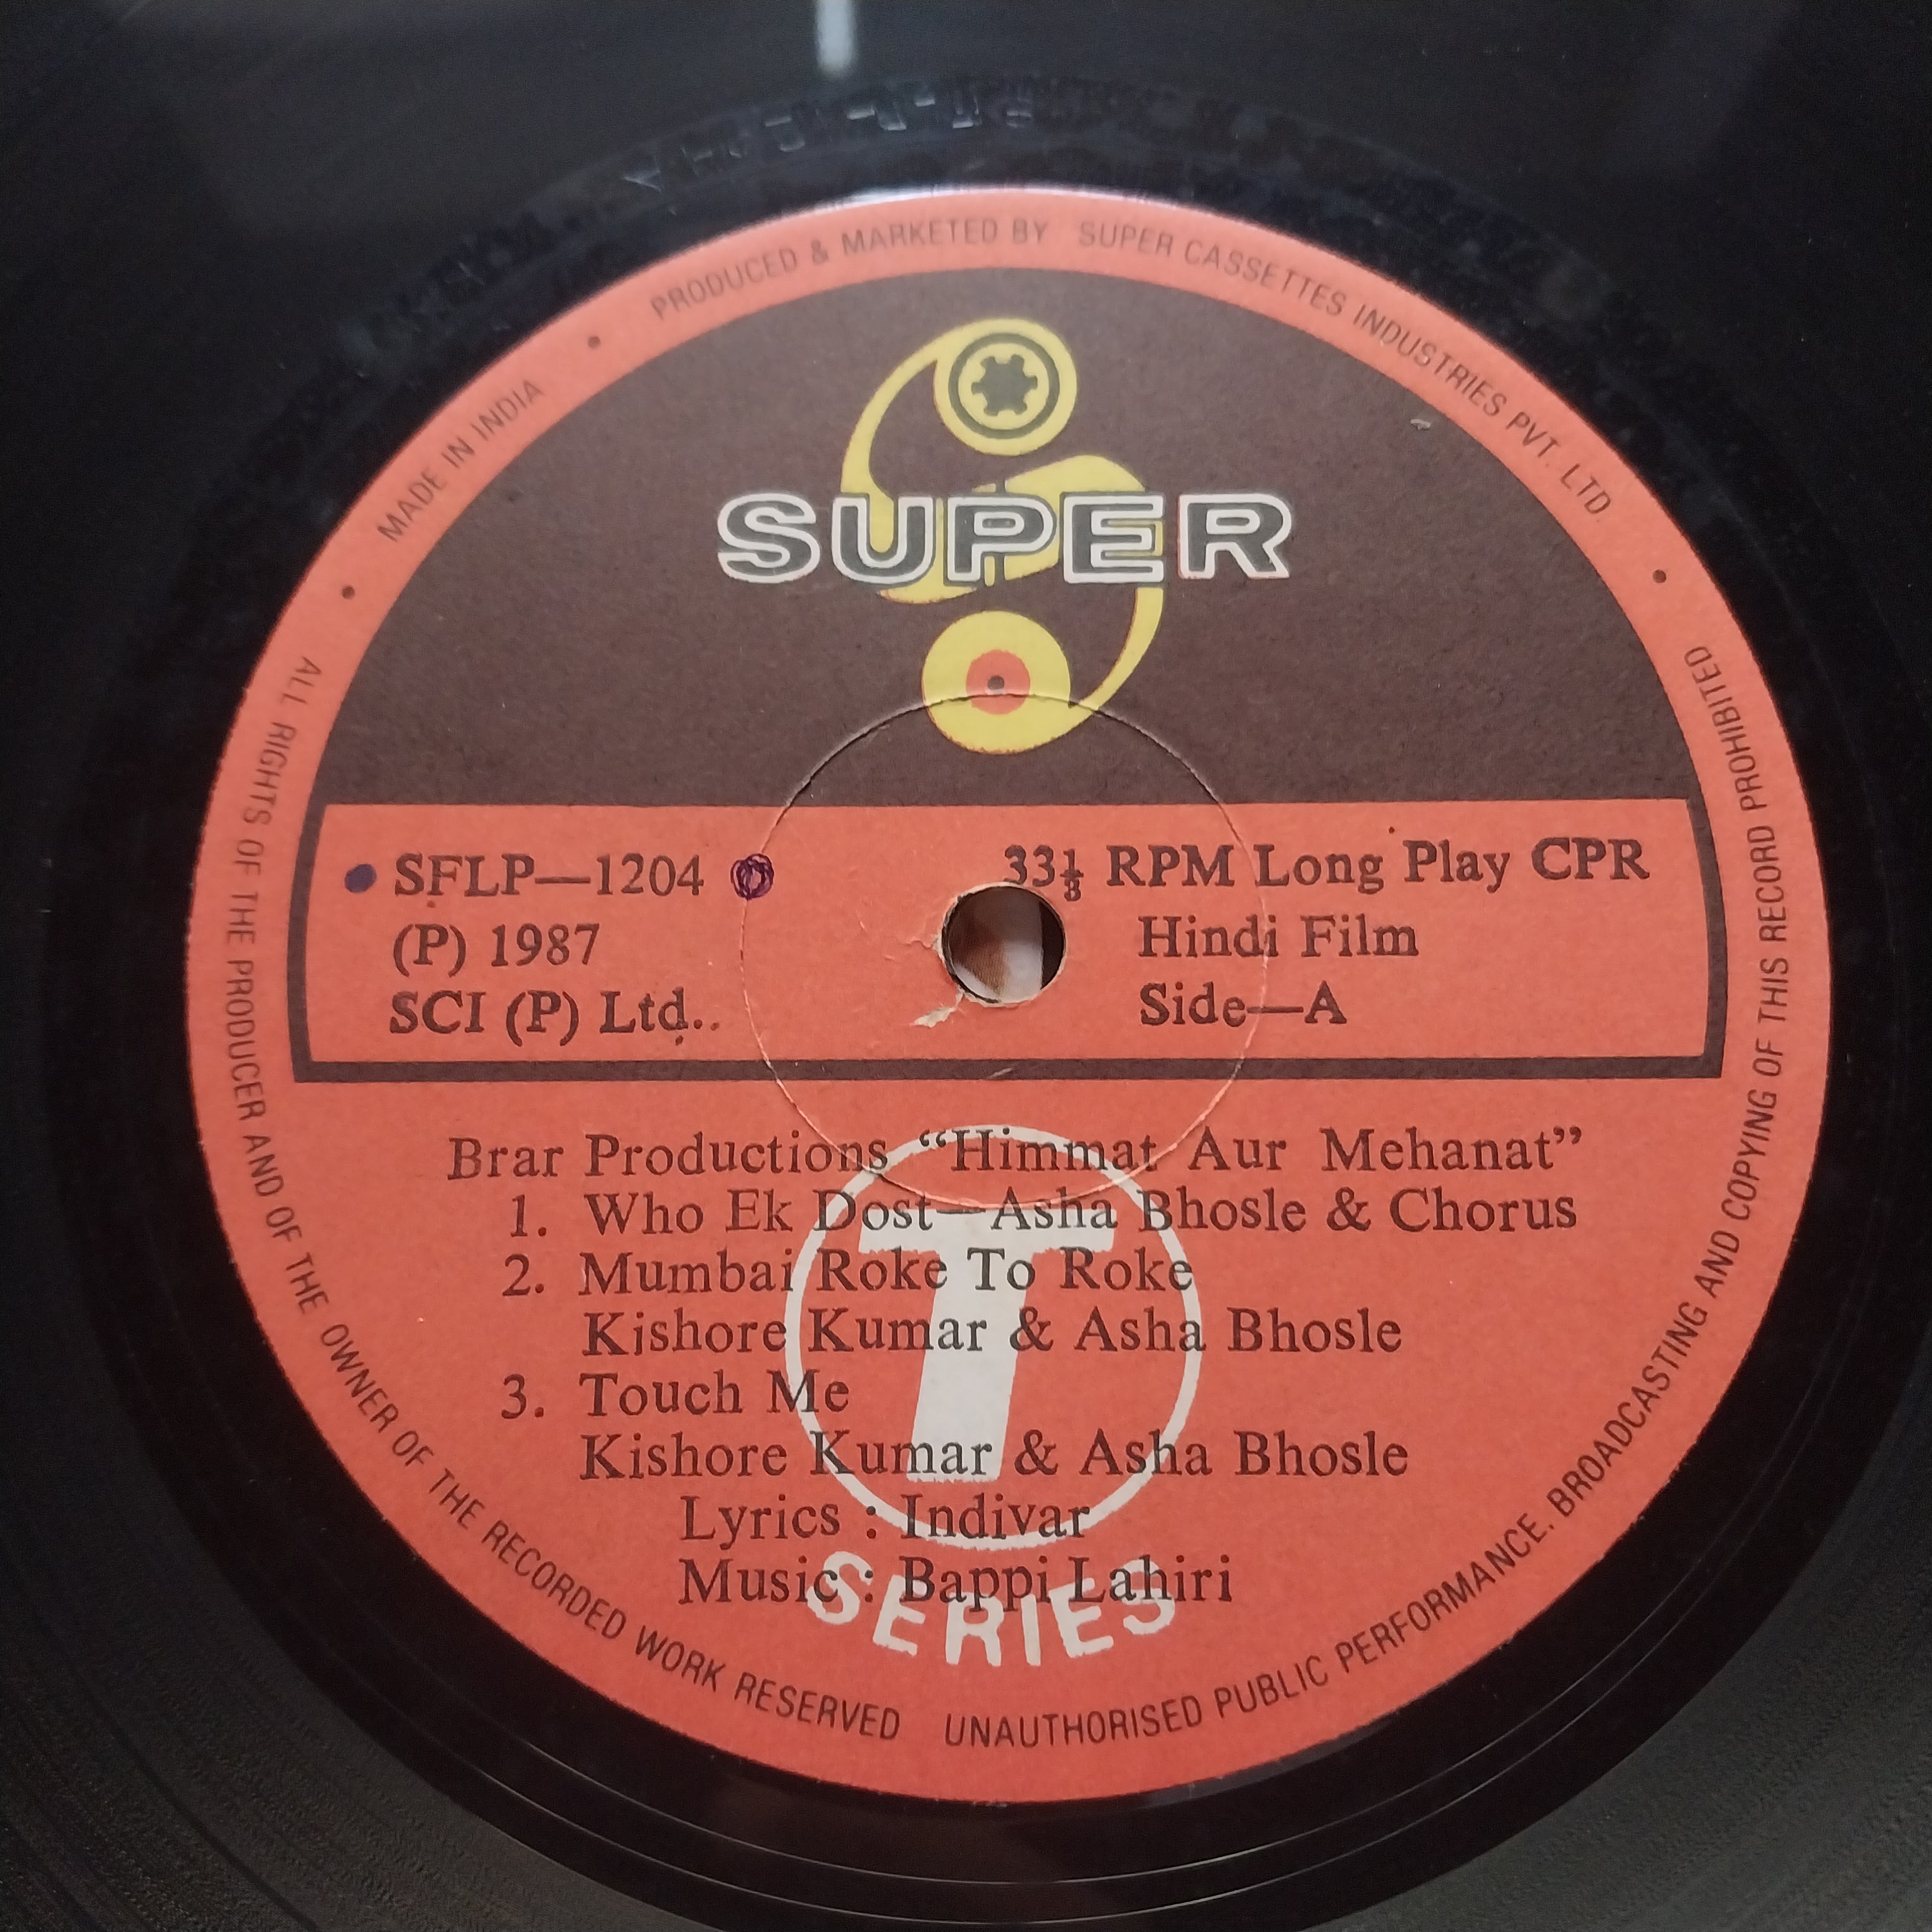 PRODUCED & MARKETED BY SUPER CASSETTES INDUSTRIES PVT. LTD.
MADE IN INDIA
SUPER
SFLP—1204
33⅓ RPM Long Play CPR
(P) 1987
Hindi Film
SCI (P) Ltd..
Side—A
Brar Productions “Himmat Aur Mehanat”
1. Who Ek Dost—Asha Bhosle & Chorus
2. Mumbai Roke To Roke
Kishore Kumar & Asha Bhosle
3. Touch Me
Kishore Kumar & Asha Bhosle
Lyrics : Indivar
Music : Bappi Lahiri
T
SERIES
ALL RIGHTS OF THE PRODUCER AND OF THE OWNER OF THE RECORDED WORK RESERVED
UNAUTHORISED PUBLIC PERFORMANCE. BROADCASTING AND COPYING OF THIS RECORD PROHIBITED